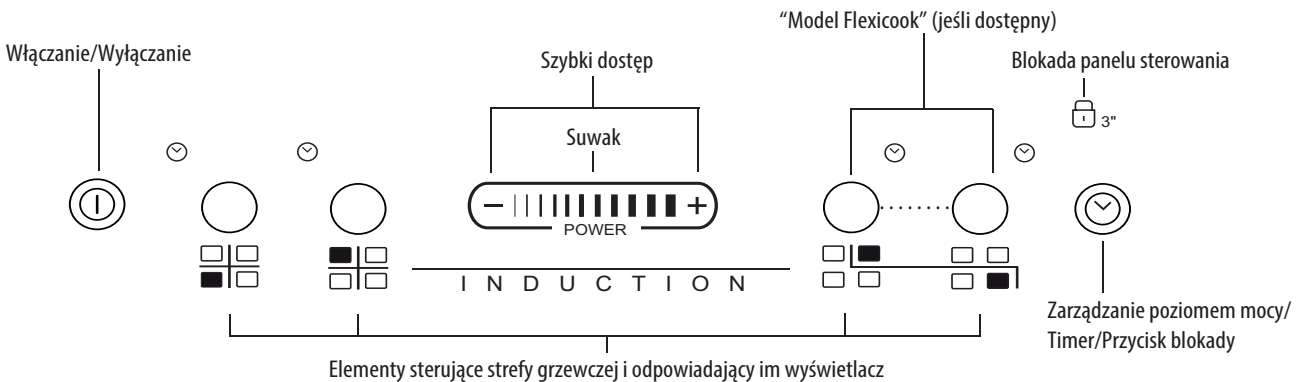 “Model Flexicook” (jeśli dostępny)
Włączanie/Wyłączanie
Szybki dostęp
Blokada panelu sterowania
Suwak
3"
POWER
INDUCTION
Zarządzanie poziomem mocy/
Timer/Przycisk blokady
Elementy sterujące strefy grzewczej i odpowiadający im wyświetlacz